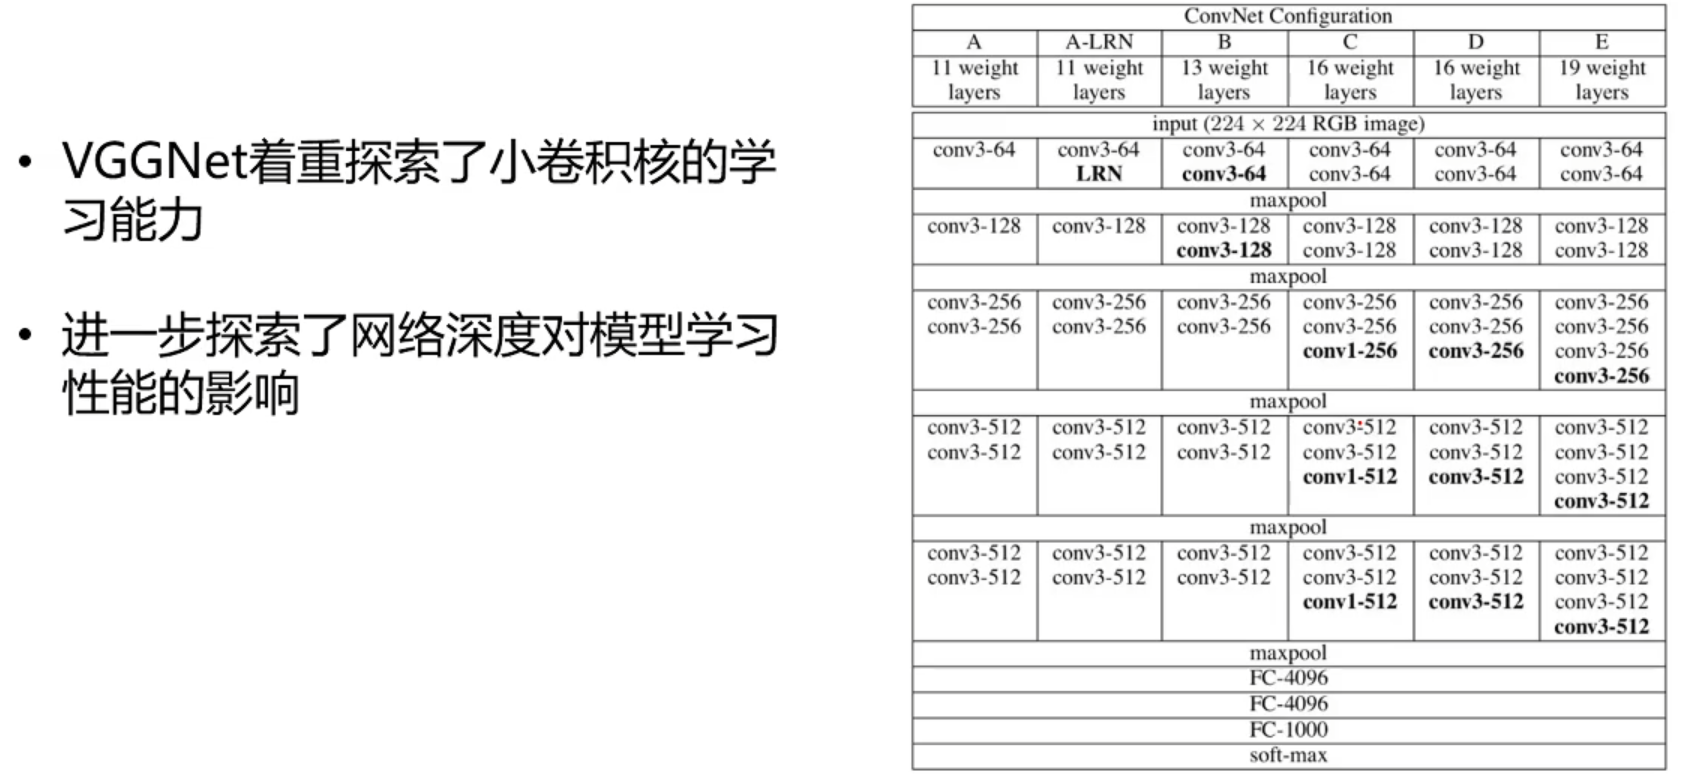 • VGGNet着重探索了小卷积核的学
习能力
• 进一步探索了网络深度对模型学习
性能的影响
ConvNet Configuration
A A-LRN B C D E
11 weight 11 weight 13 weight 16 weight 16 weight 19 weight
layers layers layers layers layers layers
input (224 × 224 RGB image)
conv3-64 conv3-64 conv3-64 conv3-64 conv3-64 conv3-64
LRN conv3-64 conv3-64 conv3-64 conv3-64
maxpool
conv3-128 conv3-128 conv3-128 conv3-128 conv3-128 conv3-128
conv3-128 conv3-128 conv3-128 conv3-128
maxpool
conv3-256 conv3-256 conv3-256 conv3-256 conv3-256 conv3-256
conv3-256 conv3-256 conv3-256 conv3-256 conv3-256 conv3-256
conv1-256 conv3-256 conv3-256
conv3-256
maxpool
conv3-512 conv3-512 conv3-512 conv3-512 conv3-512 conv3-512
conv3-512 conv3-512 conv3-512 conv3-512 conv3-512 conv3-512
conv1-512 conv3-512 conv3-512
conv3-512
maxpool
conv3-512 conv3-512 conv3-512 conv3-512 conv3-512 conv3-512
conv3-512 conv3-512 conv3-512 conv3-512 conv3-512 conv3-512
conv1-512 conv3-512 conv3-512
conv3-512
maxpool
FC-4096
FC-4096
FC-1000
soft-max